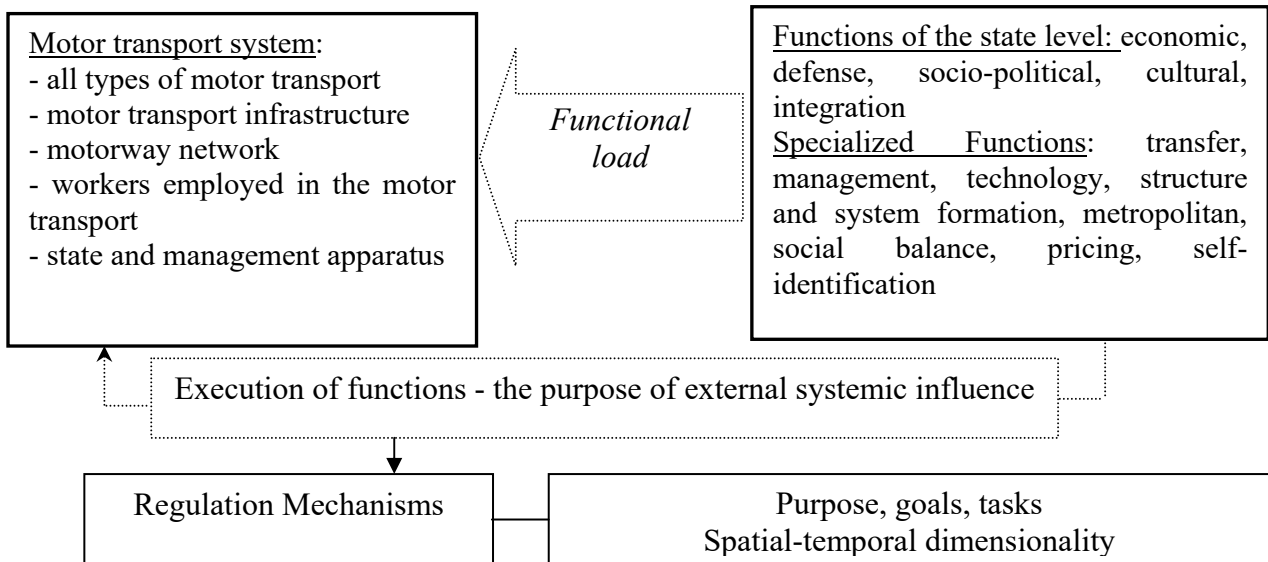 Motor transport system:
- all types of motor transport
- motor transport infrastructure
- motorway network
- workers employed in the motor
transport
- state and management apparatus
Functional
load
Functions of the state level: economic,
defense, socio-political, cultural,
integration
Specialized Functions: transfer,
management, technology, structure
and system formation, metropolitan,
social balance, pricing, self-
identification
Execution of functions - the purpose of external systemic influence
Regulation Mechanisms
Purpose, goals, tasks
Spatial-temporal dimensionality